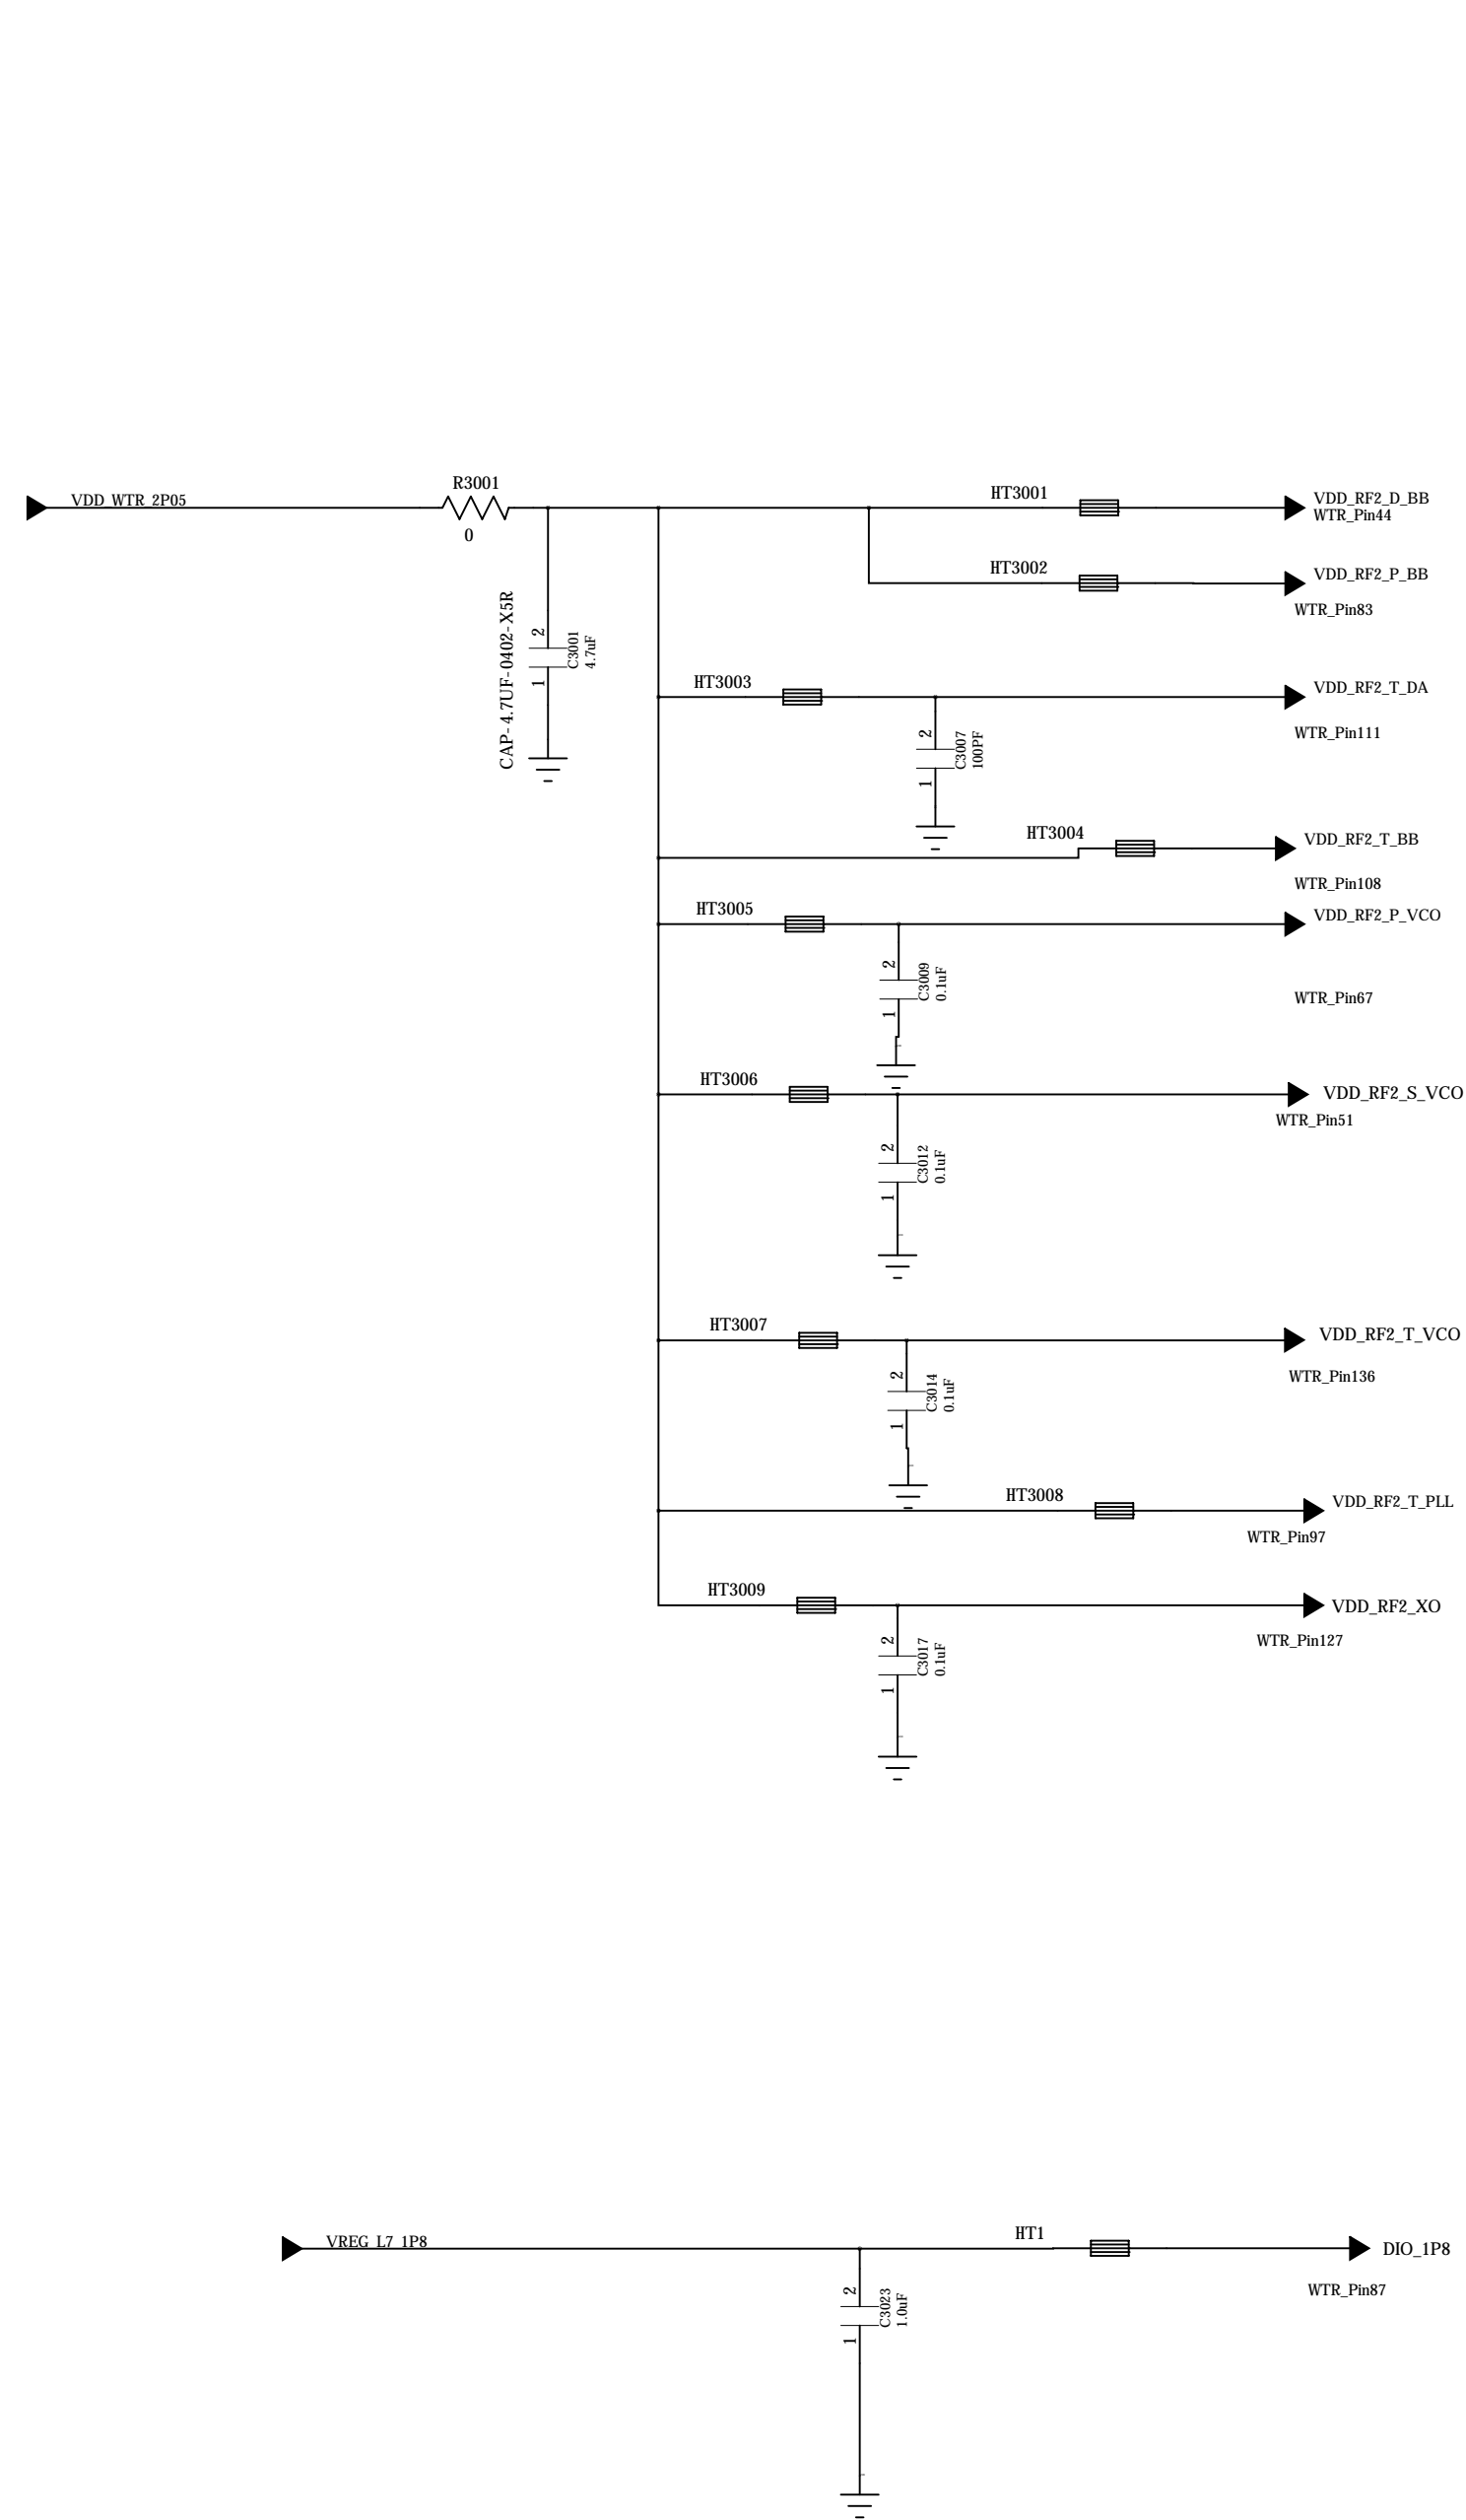 R3001
VDD_WTR_2P05
0
HT3001
VDD_RF2_D_BB
WTR_Pin44
HT3002
VDD_RF2_P_BB
WTR_Pin83
CAP-4.7UF-0402-X5R
2
1
C3001
4.7uF
HT3003
VDD_RF2_T_DA
WTR_Pin111
2
1
C3007
100PF
HT3004
VDD_RF2_T_BB
WTR_Pin108
HT3005
VDD_RF2_P_VCO
2
1
C3009
0.1uF
WTR_Pin67
HT3006
VDD_RF2_S_VCO
WTR_Pin51
2
1
C3012
0.1uF
HT3007
VDD_RF2_T_VCO
WTR_Pin136
2
1
C3014
0.1uF
HT3008
VDD_RF2_T_PLL
WTR_Pin97
HT3009
VDD_RF2_XO
WTR_Pin127
2
1
C3017
0.1uF
VREG_L7_1P8
HT1
DIO_1P8
WTR_Pin87
2
1
C3023
1.0uF